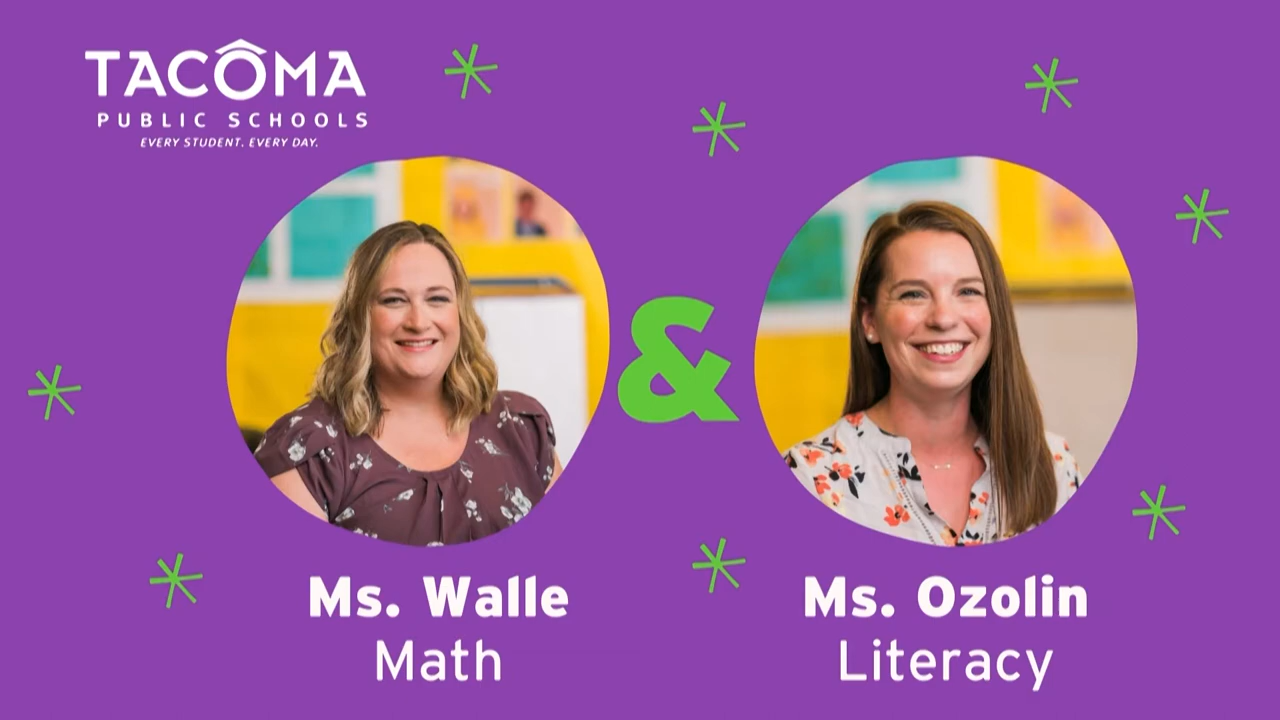 TACOMA
PUBLIC SCHOOLS
EVERY STUDENT. EVERY DAY.
&
Ms. Walle
Math
Ms. Ozolin
Literacy